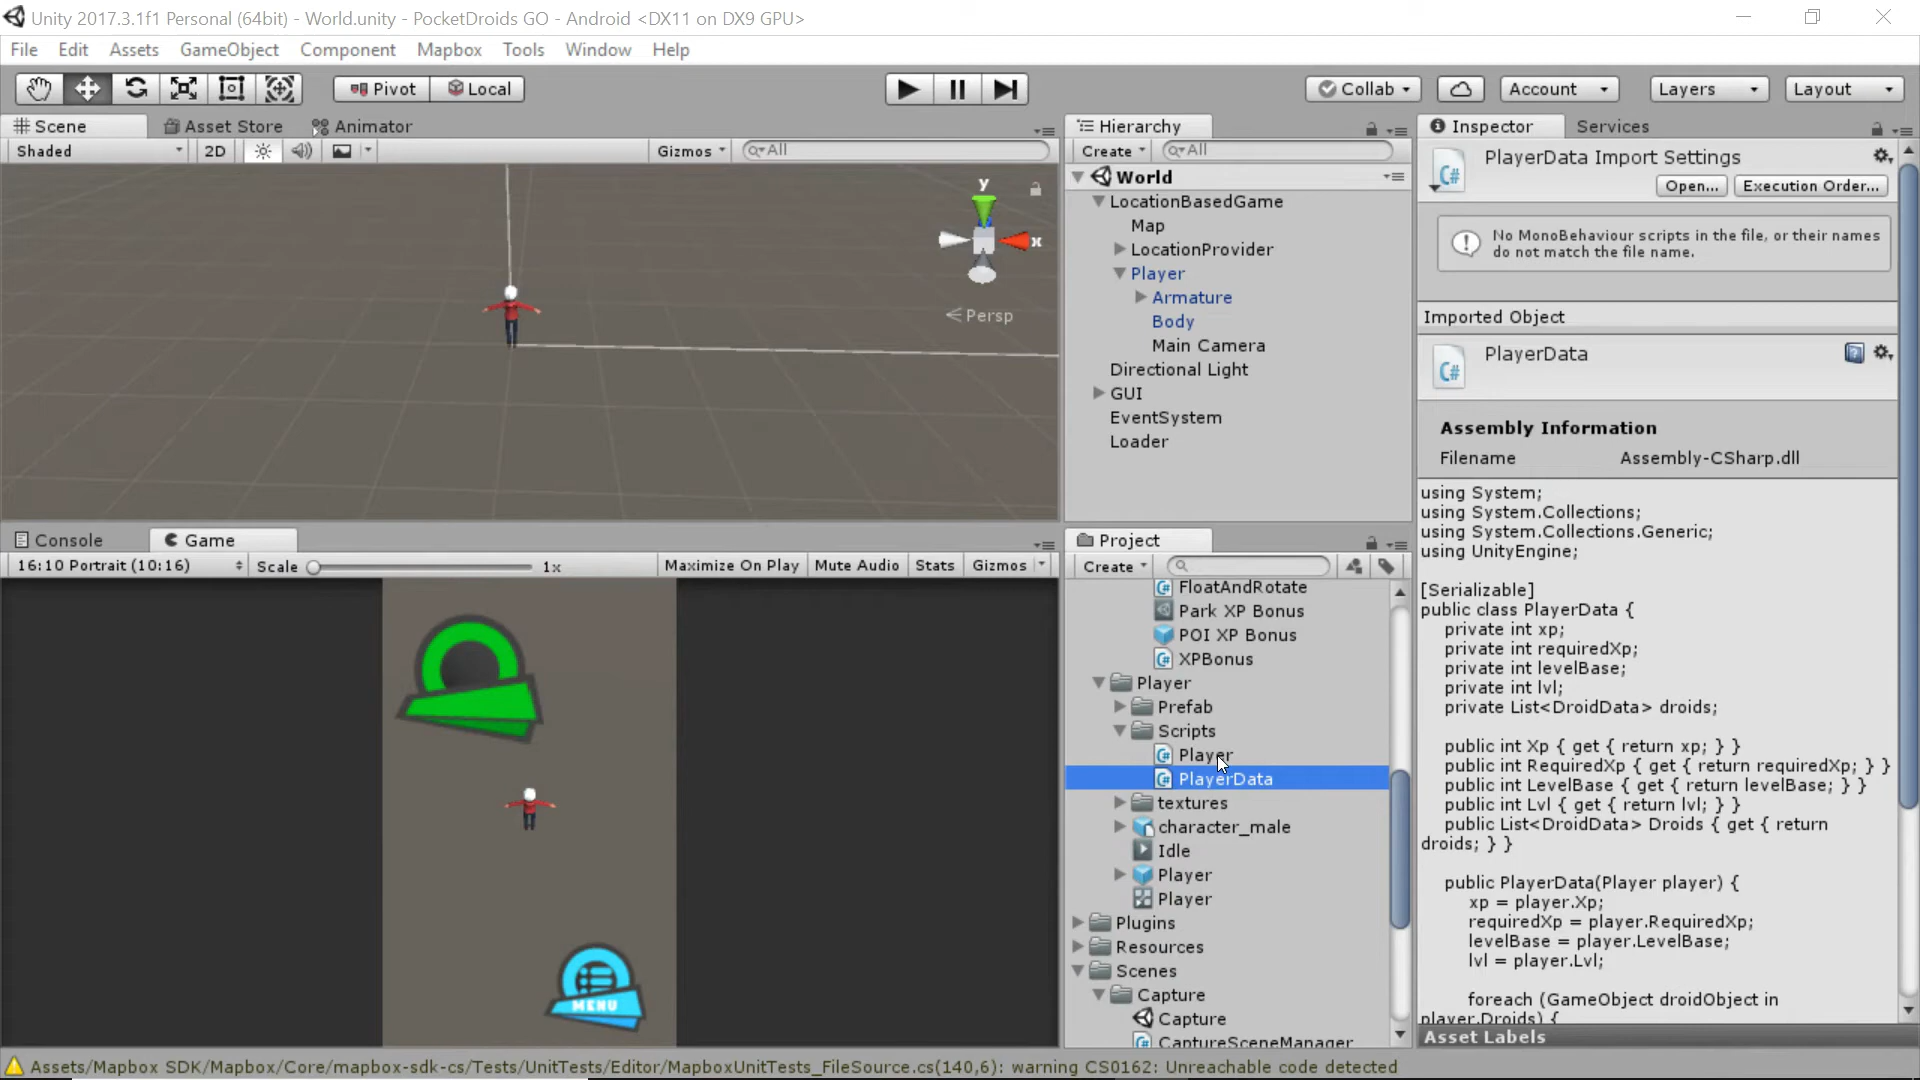 Unity 2017.3.1f1 Personal (64bit) - World.unity - PocketDroids GO - Android <DX11 on DX9 GPU>
File Edit Assets GameObject Component Mapbox Tools Window Help
Pivot Local Collab Account Layers Layout
Scene Asset Store Animator
Shaded 2D Gizmos All
y
x
Persp
Hierarchy
Create All
World
LocationBasedGame
Map
LocationProvider
Player
Armature
Body
Main Camera
Directional Light
GUI
EventSystem
Loader
Console Game
16:10 Portrait (10:16) Scale 1x Maximize On Play Mute Audio Stats Gizmos
MENU
Project
Create
FloatAndRotate
Park XP Bonus
POI XP Bonus
XPBonus
Player
Prefab
Scripts
Player
PlayerData
textures
character_male
Idle
Player
Player
Plugins
Resources
Scenes
Capture
Capture
CaptureSceneManager
Inspector Services
PlayerData Import Settings
Open... Execution Order...
No MonoBehaviour scripts in the file, or their names
do not match the file name.
Imported Object
PlayerData
Assembly Information
Filename Assembly-CSharp.dll
using System;
using System.Collections;
using System.Collections.Generic;
using UnityEngine;
[Serializable]
public class PlayerData {
private int xp;
private int requiredXp;
private int levelBase;
private int lvl;
private List<DroidData> droids;
public int Xp { get { return xp; } }
public int RequiredXp { get { return requiredXp; } }
public int LevelBase { get { return levelBase; } }
public int Lvl { get { return lvl; } }
public List<DroidData> Droids { get { return
droids; } }
public PlayerData(Player player) {
xp = player.Xp;
requiredXp = player.RequiredXp;
levelBase = player.LevelBase;
lvl = player.Lvl;
foreach (GameObject droidObject in
player.Droids) {
Asset Labels
Assets/Mapbox SDK/Mapbox/Core/mapbox-sdk-cs/Tests/UnitTests/Editor/MapboxUnitTests_FileSource.cs(140,6): warning CS0162: Unreachable code detected